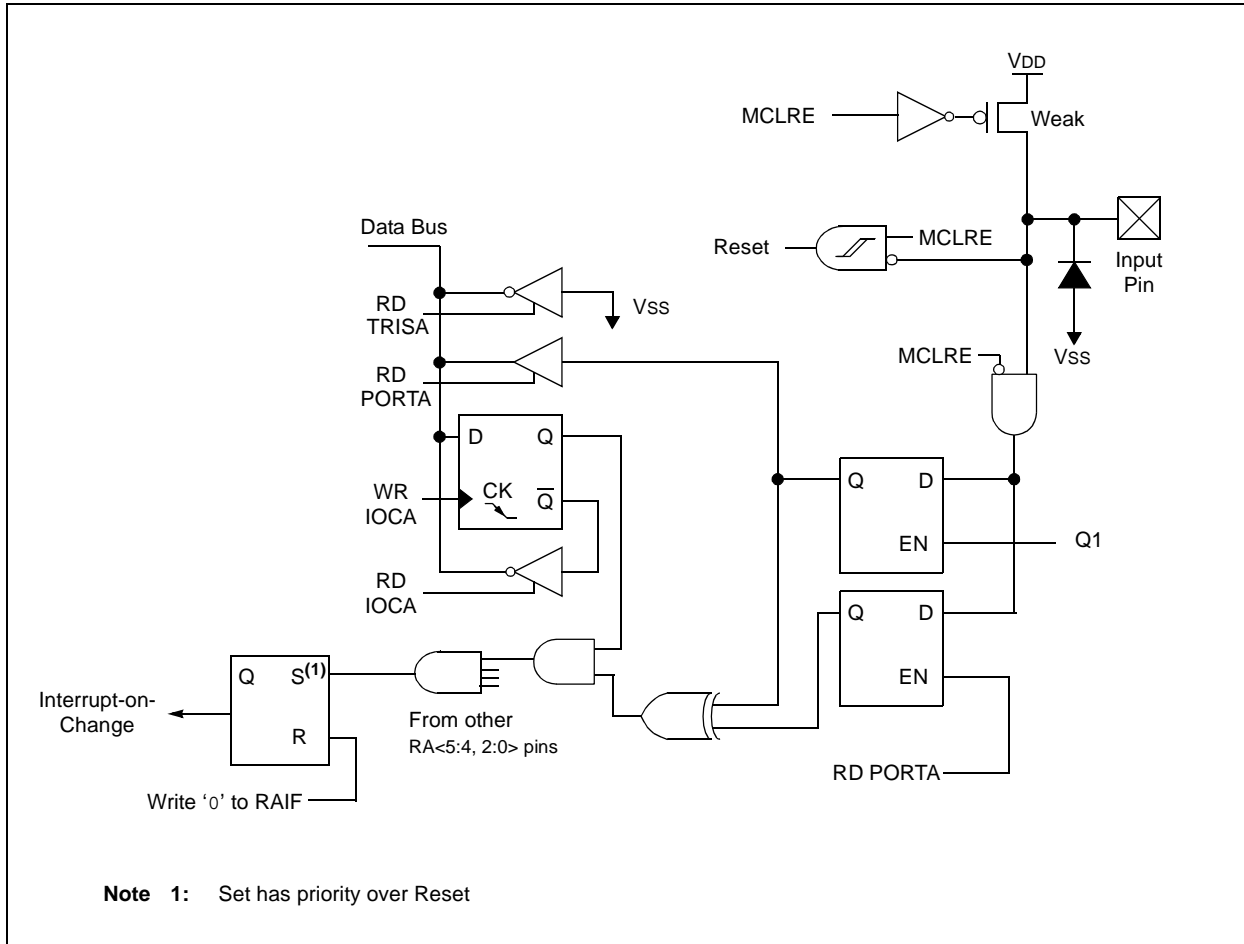 VDD
MCLRE
Weak
Data Bus
Reset
MCLRE
Input
Pin
RD
TRISA
VSS
VSS
RD
PORTA
MCLRE
D
Q
WR
IOCA
CK
Q
Q
D
EN
Q1
RD
IOCA
Q
D
EN
Q
S(1)
R
Interrupt-on-
Change
From other
RA<5:4, 2:0> pins
RD PORTA
Write ‘0’ to RAIF
Note 1: Set has priority over Reset